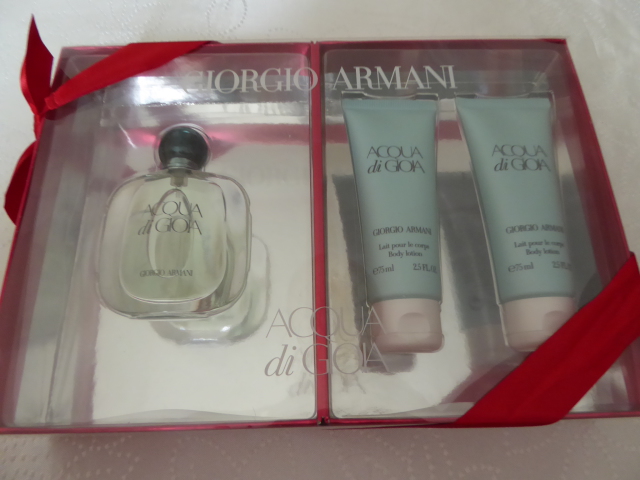 GIORGIO ARMANI
ACQUA
di GIOIA
GIORGIO ARMANI
ACQUA
di GIOIA
GIORGIO ARMANI
Lait pour le corps
Body lotion
℮75ml 2.5 FL.
ACQUA
di GIOIA
GIORGIO ARMANI
Lait pour le corps
Body lotion
℮75ml 2.5 FL.
ACQUA
di GIOIA